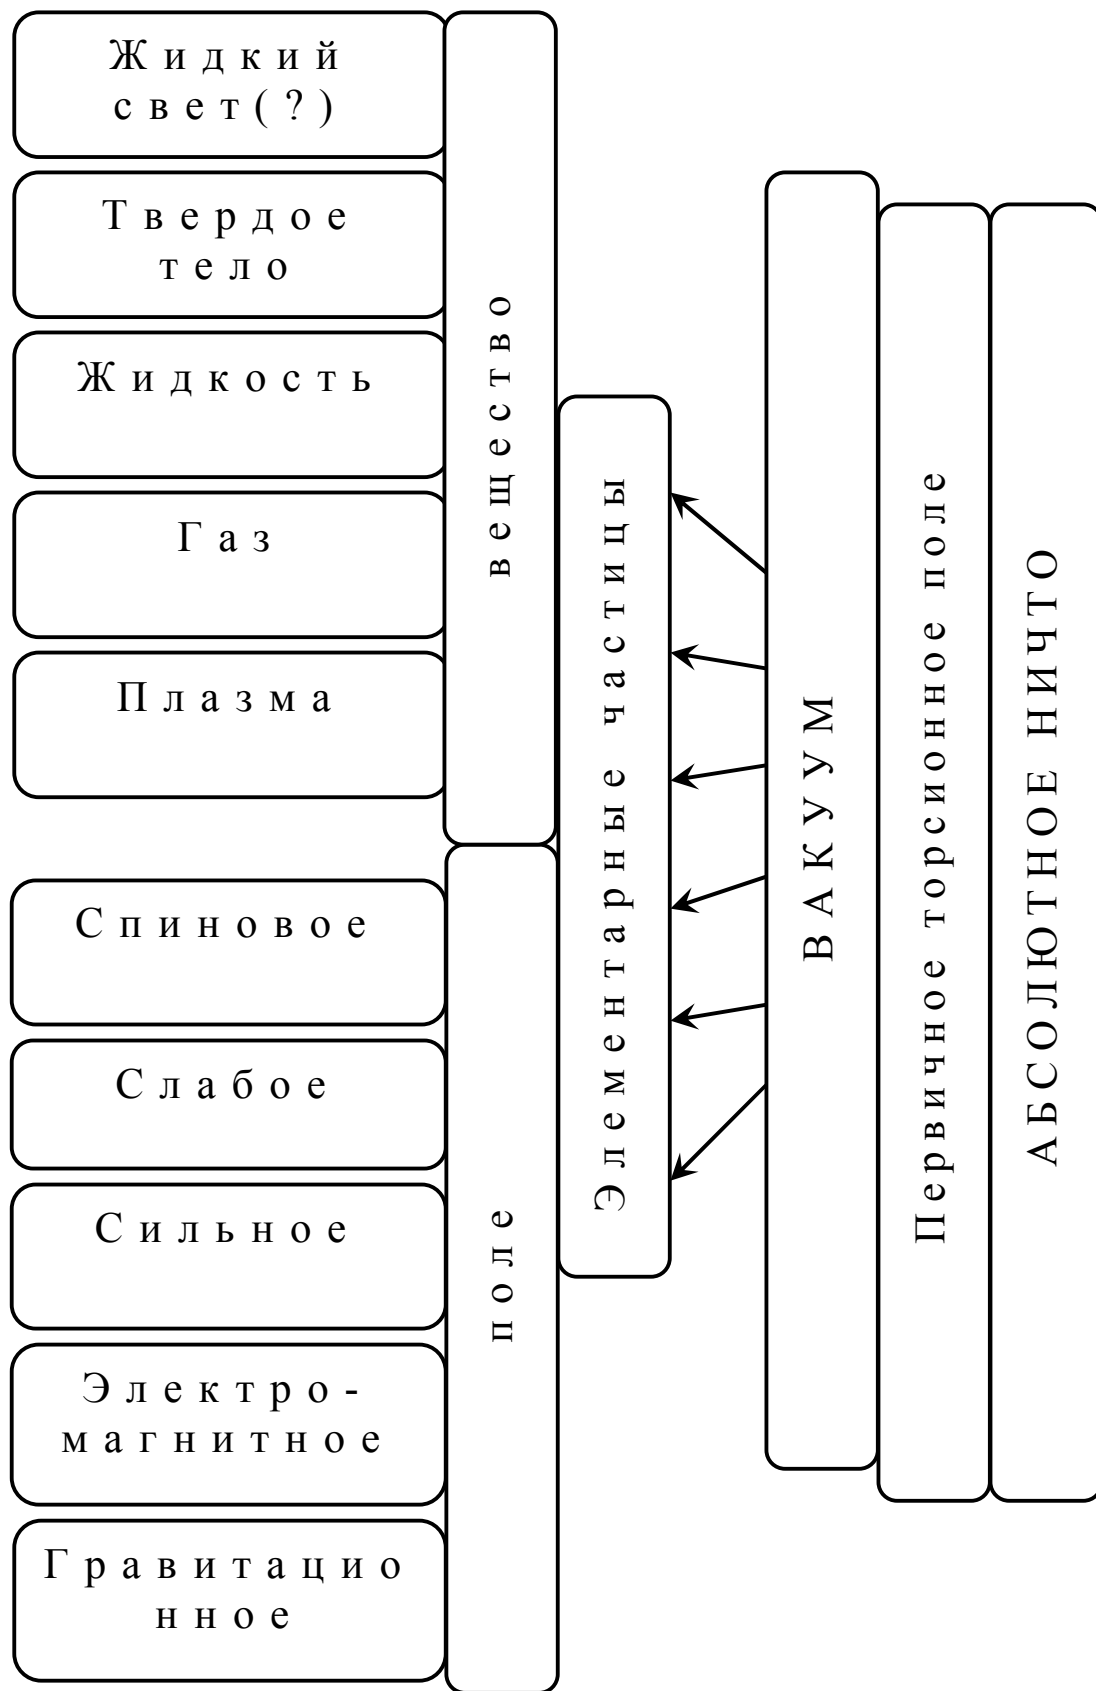 Жидкий
свет(?)
Твердое
тело
Жидкость
Газ
Плазма
Спиновое
Слабое
Сильное
Электро-
магнитное
Гравитацио
нное
вещество
поле
Элементарные частицы
ВАКУУМ
Первичное торсионное поле
АБСОЛЮТНОЕ НИЧТО